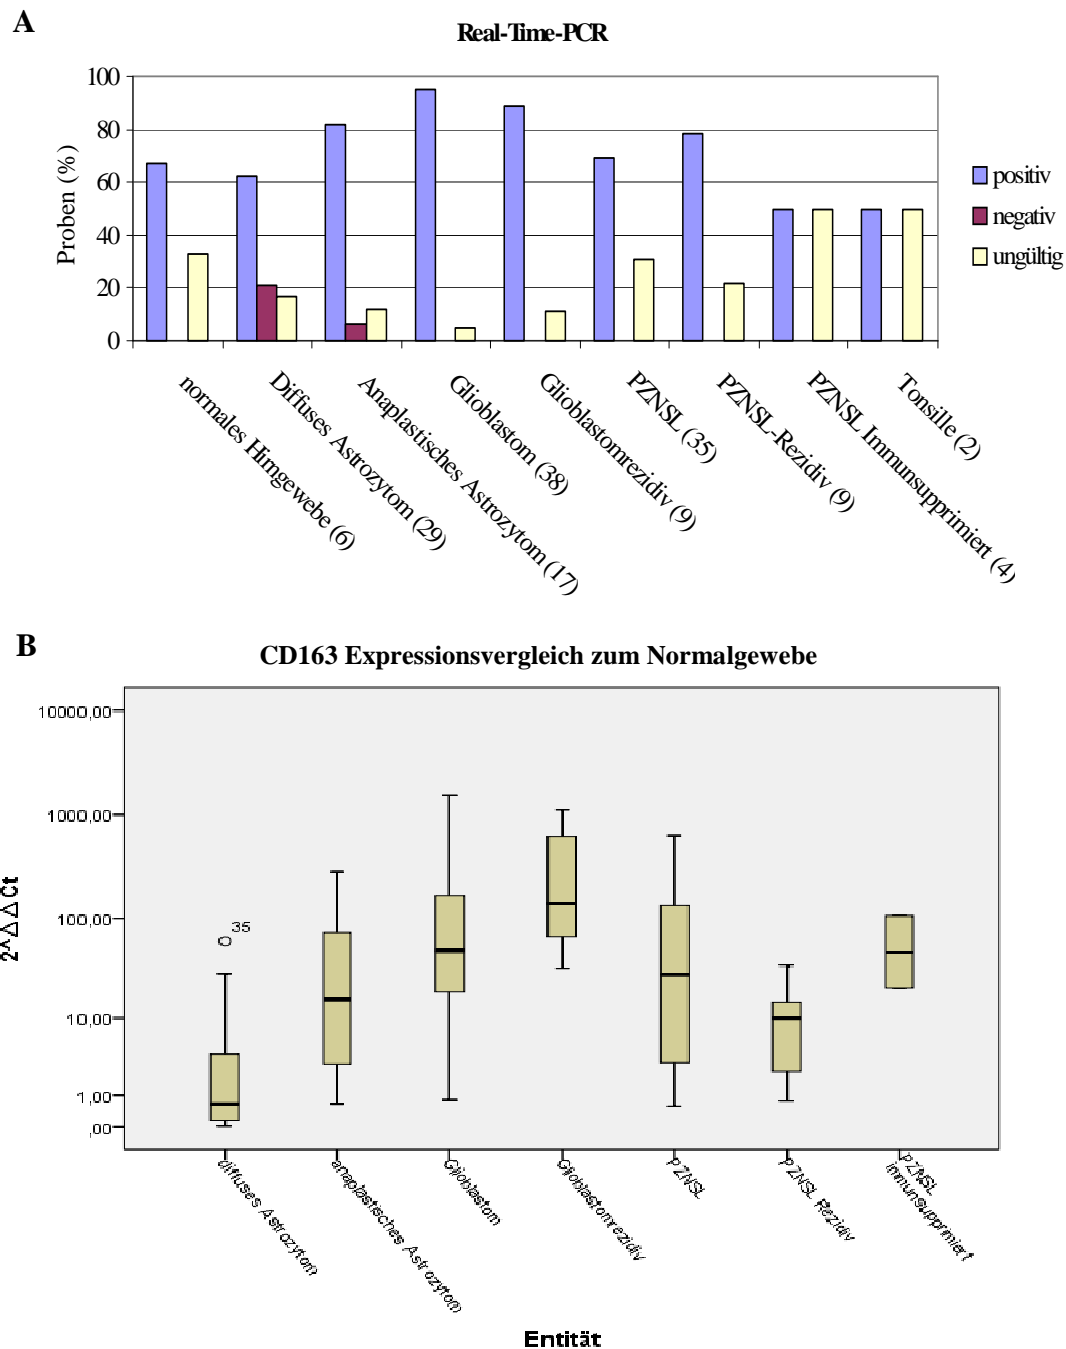 A
Real-Time-PCR
100
80
60
40
20
0
Proben (%)
positiv
negativ
ungültig
normales Hirngewebe (6)
Diffuses Astrozytom (29)
Anaplastisches Astrozytom (17)
Glioblastom (38)
Glioblastomrezidiv (9)
PZNSL (35)
PZNSL-Rezidiv (9)
PZNSL Immunsupprimiert (4)
Tonsille (2)
B
CD163 Expressionsvergleich zum Normalgewebe
10000,00
1000,00
100,00
10,00
1,00
,00
2^ΔΔCt
35
diffuses Astrozytom
anaplastisches Astrozytom
Glioblastom
Glioblastomrezidiv
PZNSL
PZNSL Rezidiv
PZNSL
immunsupprimiert
Entität